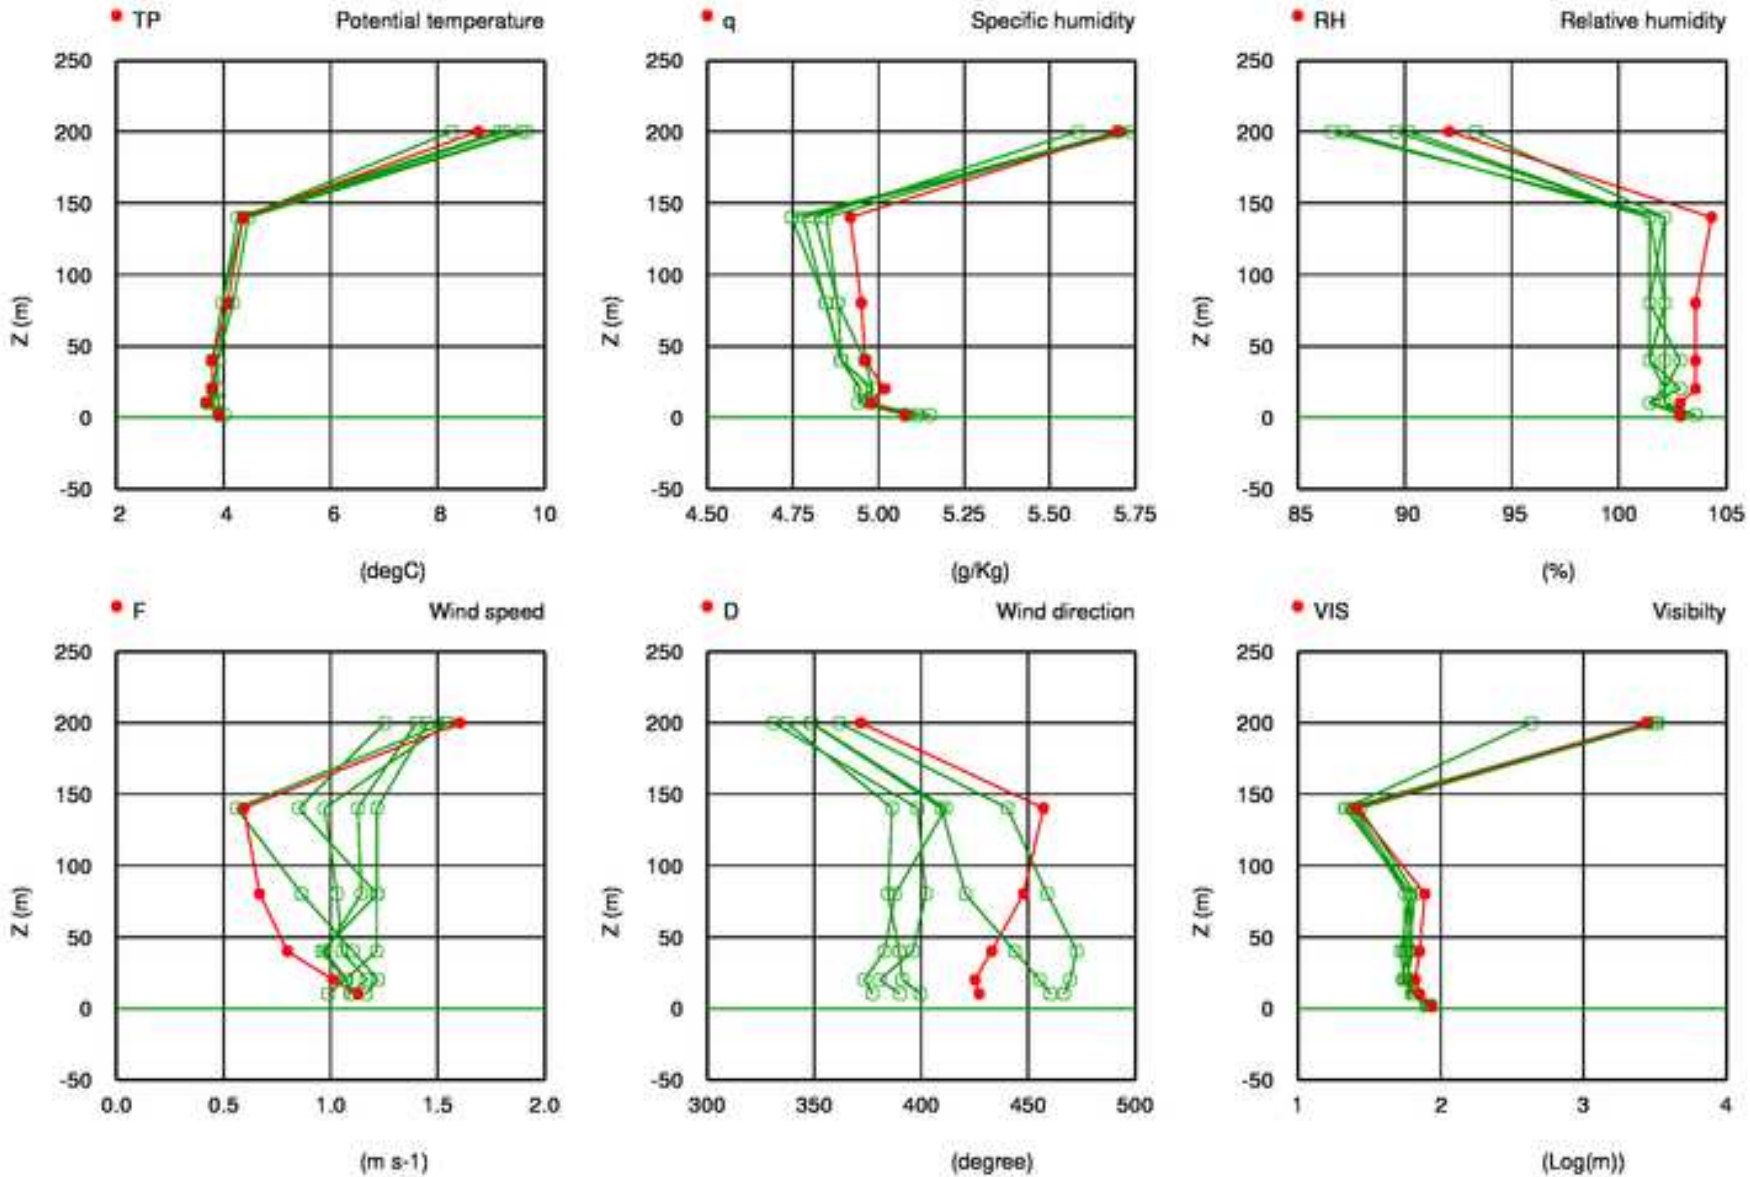 TP Potential temperature
250
200
150
100
50
0
-50
Z (m)
2 4 6 8 10
(degC)
q Specific humidity
250
200
150
100
50
0
-50
Z (m)
4.50 4.75 5.00 5.25 5.50 5.75
(g/Kg)
RH Relative humidity
250
200
150
100
50
0
-50
Z (m)
85 90 95 100 105
(%)
F Wind speed
250
200
150
100
50
0
-50
Z (m)
0.0 0.5 1.0 1.5 2.0
(m s-1)
D Wind direction
250
200
150
100
50
0
-50
Z (m)
300 350 400 450 500
(degree)
VIS Visibilty
250
200
150
100
50
0
-50
Z (m)
1 2 3 4
(Log(m))